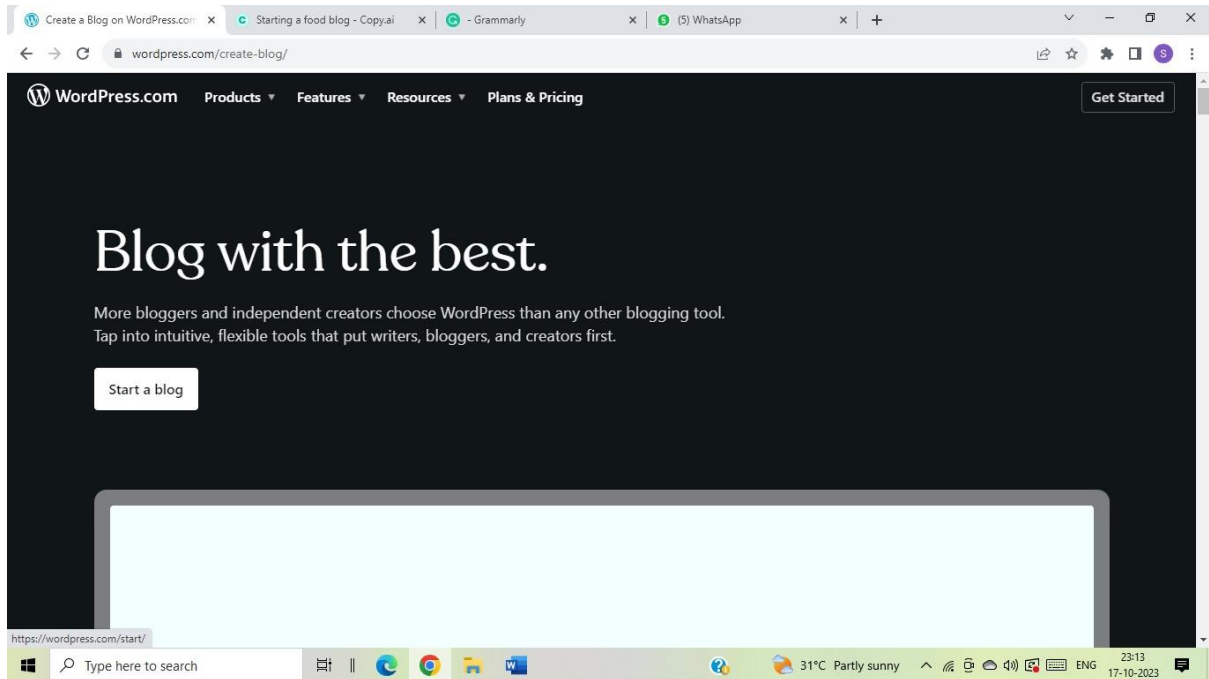 Create a Blog on WordPress.com
Starting a food blog - Copy.ai
- Grammarly
(5) WhatsApp
wordpress.com/create-blog/
S
WordPress.com Products Features Resources Plans & Pricing Get Started
Blog with the best.
More bloggers and independent creators choose WordPress than any other blogging tool.
Tap into intuitive, flexible tools that put writers, bloggers, and creators first.
Start a blog
https://wordpress.com/start/
Type here to search
31°C Partly sunny
ENG
23:13
17-10-2023